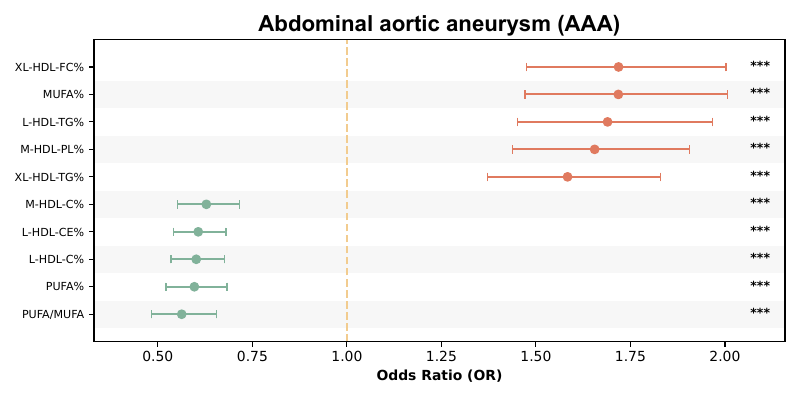 Abdominal aortic aneurysm (AAA)
XL-HDL-FC% ***
MUFA% ***
L-HDL-TG% ***
M-HDL-PL% ***
XL-HDL-TG% ***
M-HDL-C% ***
L-HDL-CE% ***
L-HDL-C% ***
PUFA% ***
PUFA/MUFA ***
0.50 0.75 1.00 1.25 1.50 1.75 2.00
Odds Ratio (OR)